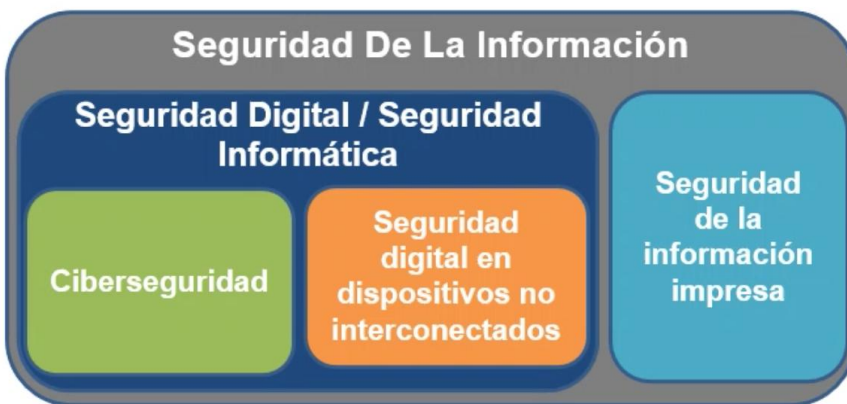 Seguridad De La Información
Seguridad Digital / Seguridad
Informática
Ciberseguridad
Seguridad
digital en
dispositivos no
interconectados
Seguridad
de la
información
impresa